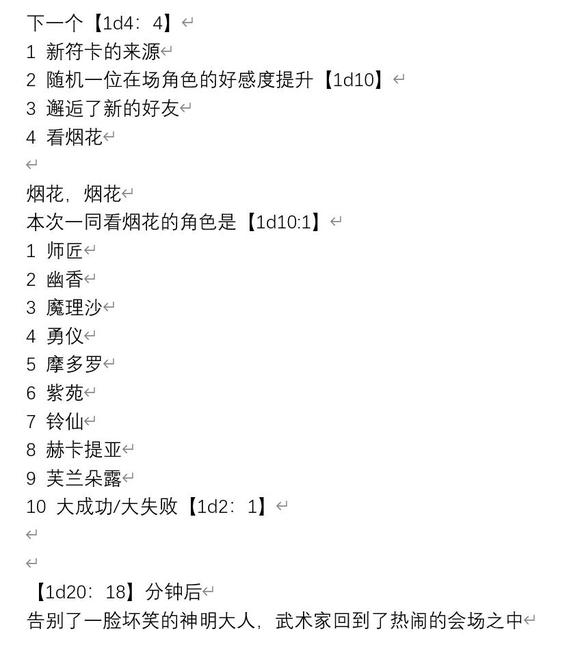 下一个【1d4：4】↵
1 新符卡的来源↵
2 随机一位在场角色的好感度提升【1d10】↵
3 邂逅了新的好友↵
4 看烟花↵
↵
烟花，烟花↵
本次一同看烟花的角色是【1d10:1】↵
1 师匠↵
2 幽香↵
3 魔理沙↵
4 勇仪↵
5 摩多罗↵
6 紫苑↵
7 铃仙↵
8 赫卡提亚↵
9 芙兰朵露↵
10 大成功/大失败【1d2：1】↵
↵
↵
【1d20：18】分钟后↵
告别了一脸坏笑的神明大人，武术家回到了热闹的会场之中↵